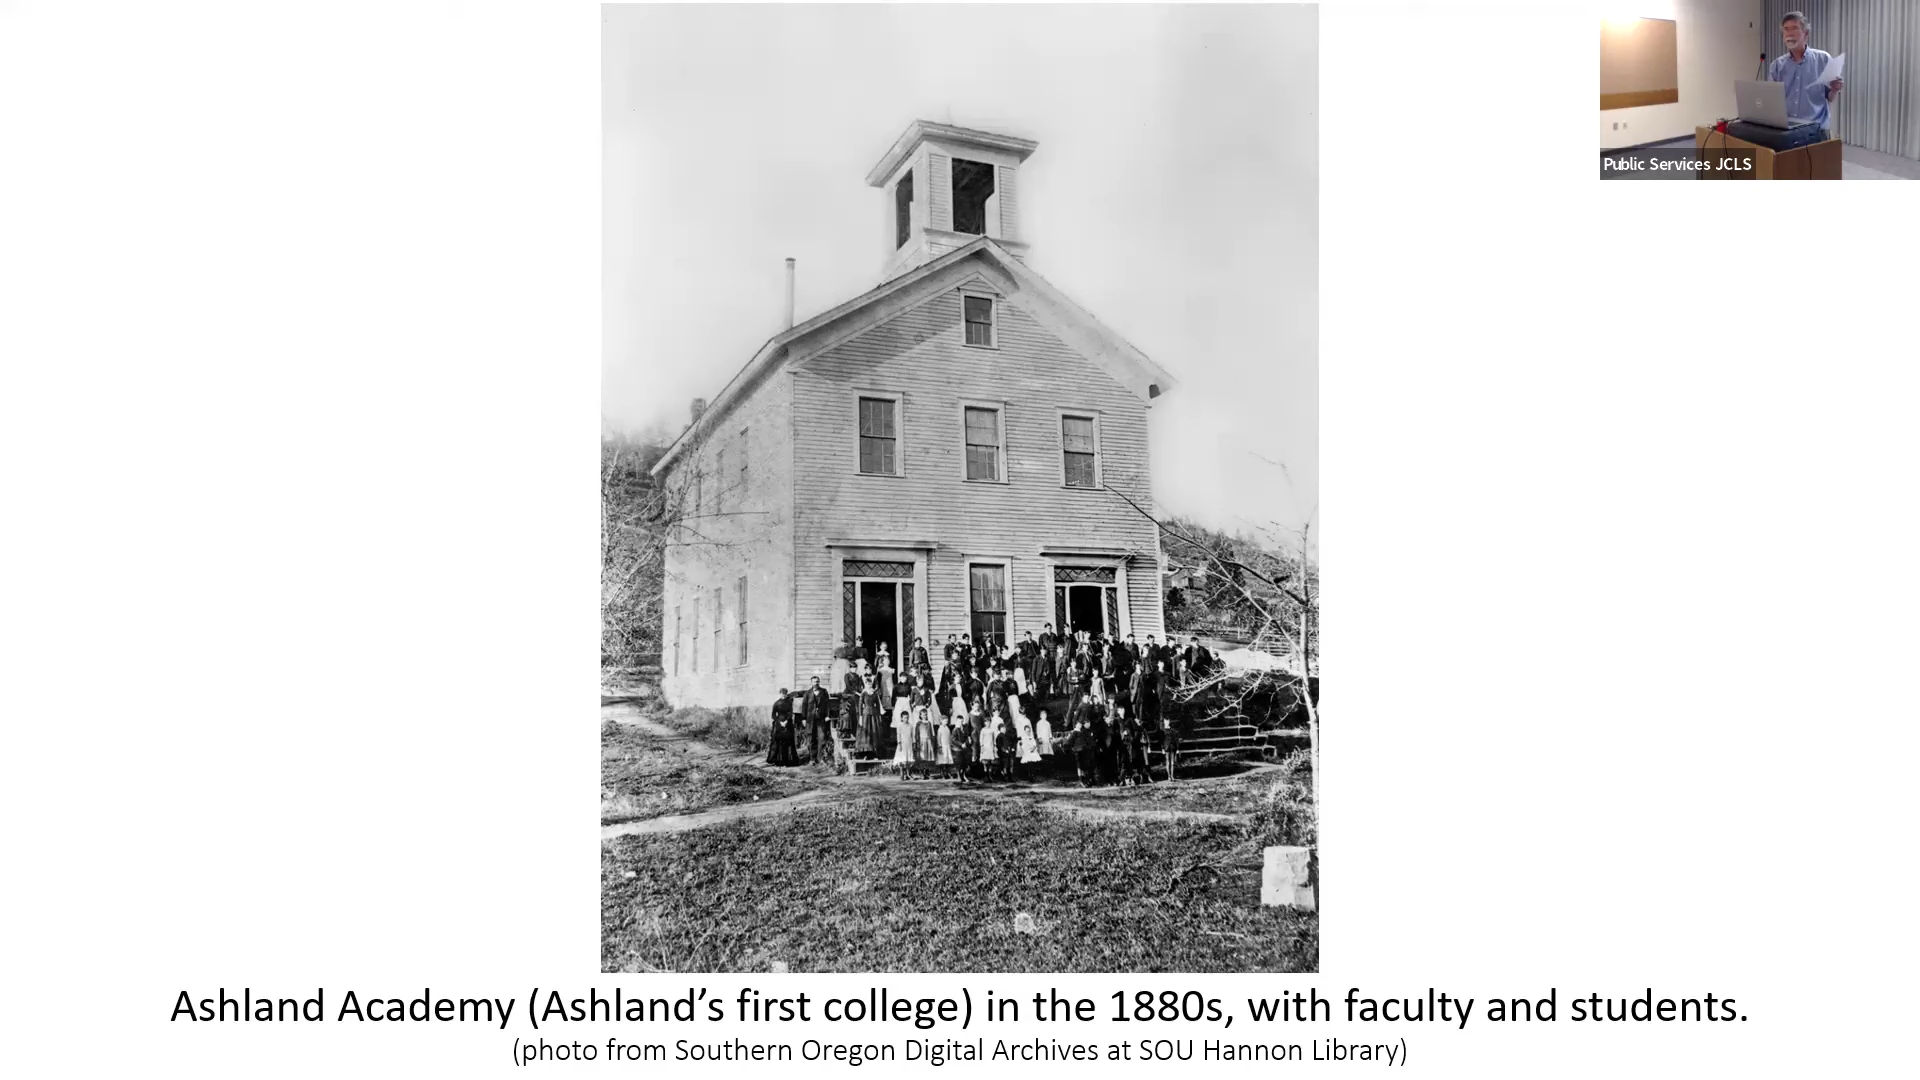 Public Services JCLS
Ashland Academy (Ashland’s first college) in the 1880s, with faculty and students.
(photo from Southern Oregon Digital Archives at SOU Hannon Library)